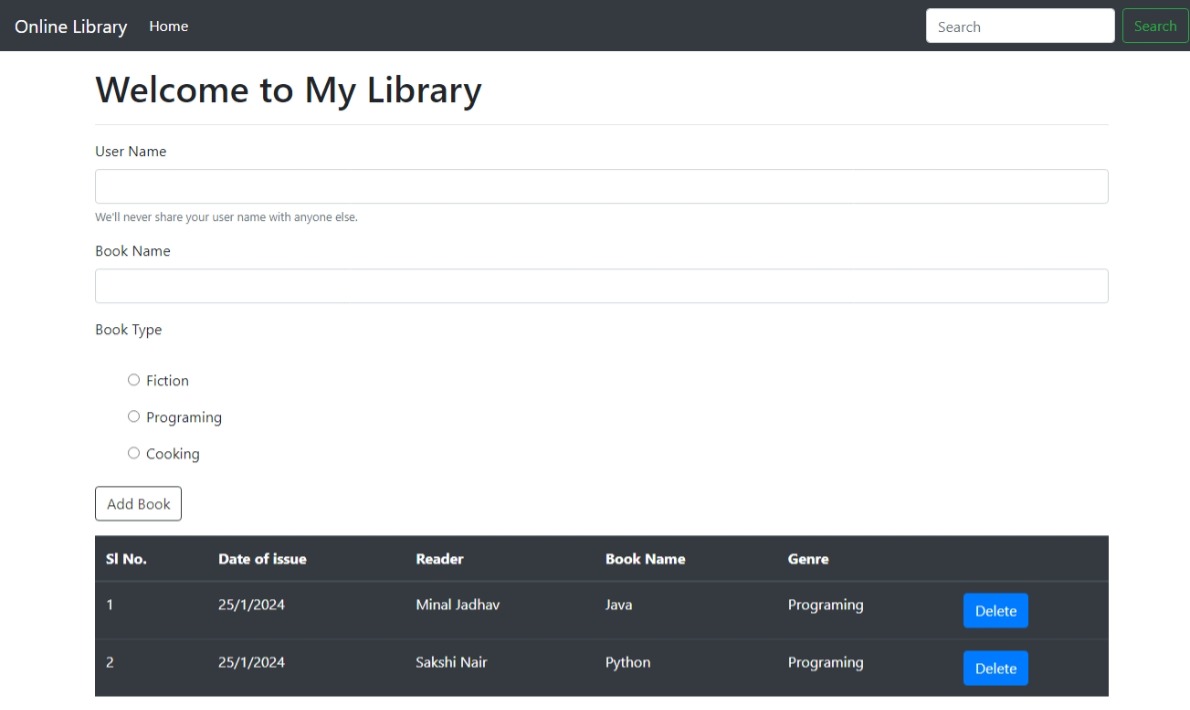 Online Library Home Search Search
Welcome to My Library
User Name
We'll never share your user name with anyone else.
Book Name
Book Type
Fiction
Programing
Cooking
Add Book
Sl No. Date of issue Reader Book Name Genre
1 25/1/2024 Minal Jadhav Java Programing Delete
2 25/1/2024 Sakshi Nair Python Programing Delete